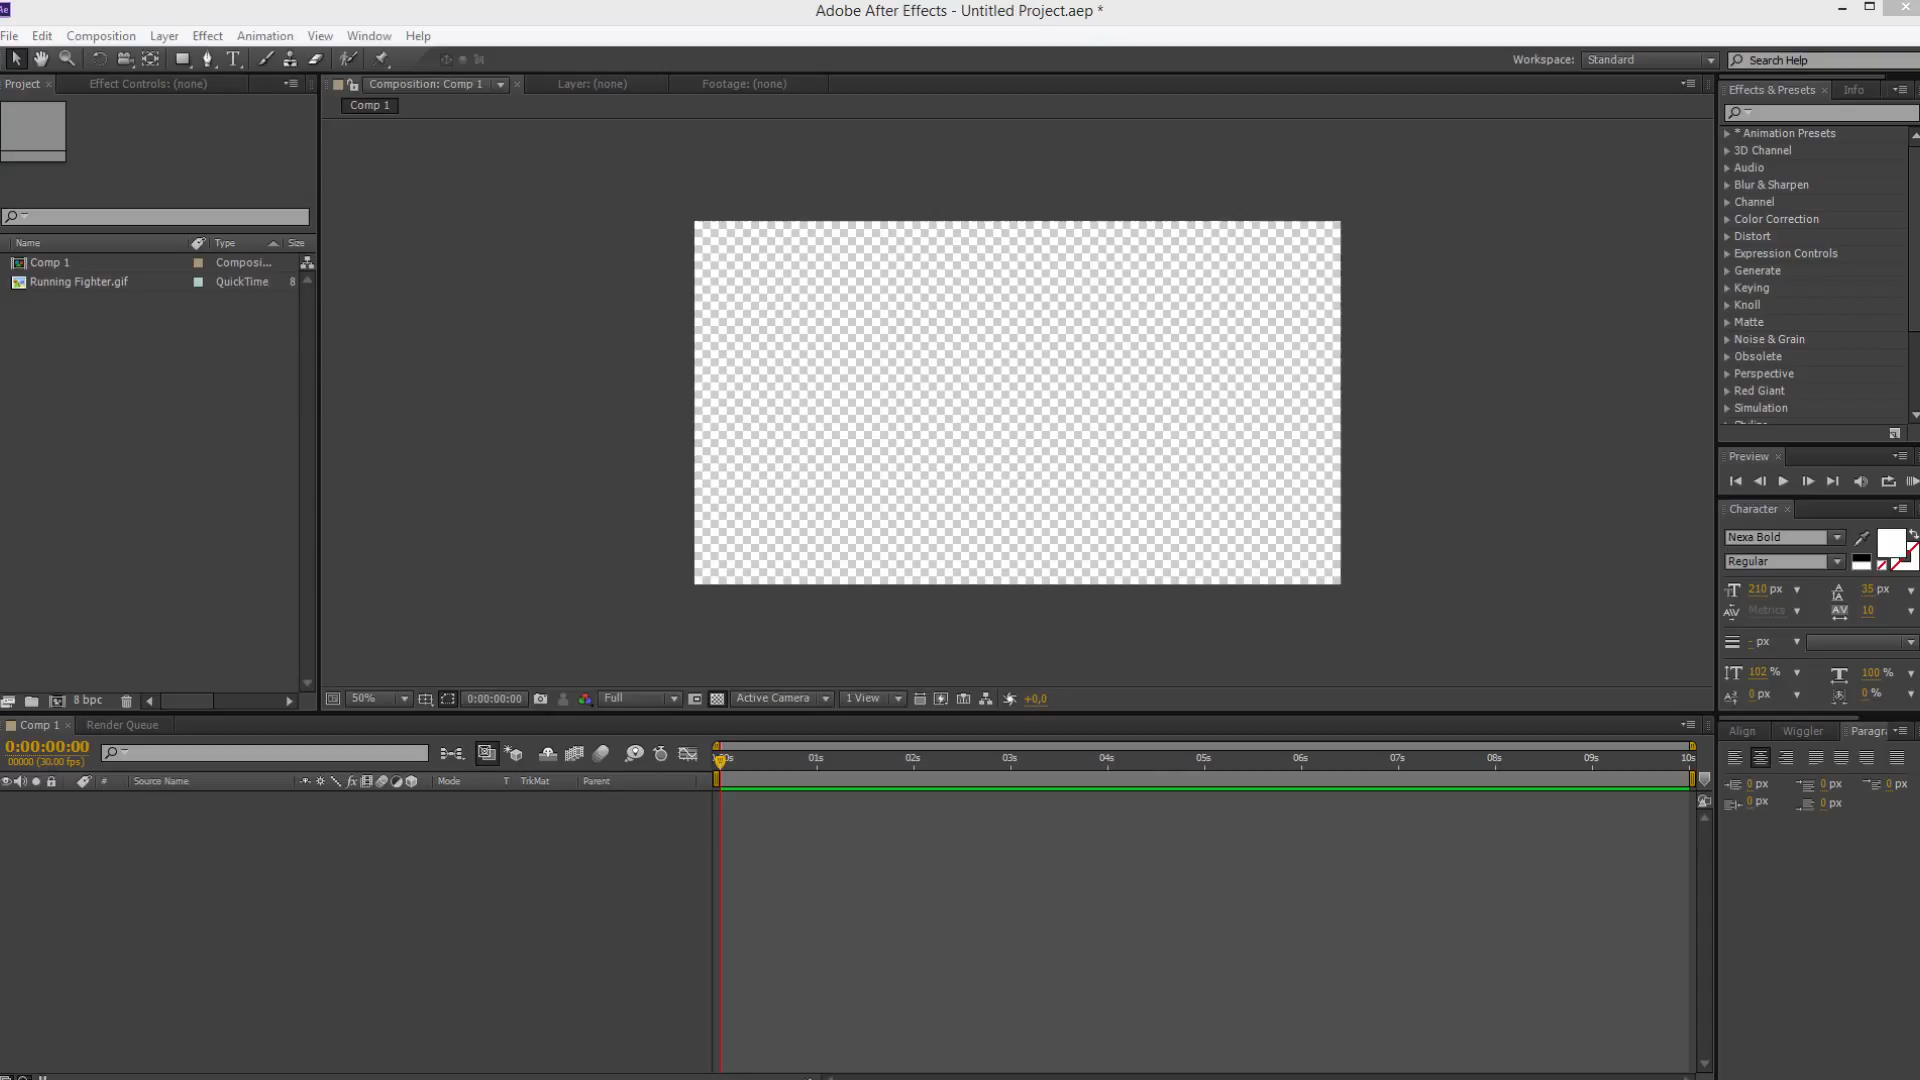 Ae
Adobe After Effects - Untitled Project.aep *
File Edit Composition Layer Effect Animation View Window Help
Workspace: Standard
Search Help
Project
Effect Controls: (none)
Composition: Comp 1
Layer: (none)
Footage: (none)
Comp 1
Name Type Size
Comp 1 Composi...
Running Fighter.gif QuickTime 8
Effects & Presets
Info
* Animation Presets
3D Channel
Audio
Blur & Sharpen
Channel
Color Correction
Distort
Expression Controls
Generate
Keying
Knoll
Matte
Noise & Grain
Obsolete
Perspective
Red Giant
Simulation
Preview
Character
Nexa Bold
Regular
210 px 35 px
Metrics 10
- px
102 % 100 %
0 px 0 %
8 bpc
50% 0:00:00:00 Full Active Camera 1 View +0,0
Comp 1
Render Queue
0:00:00:00
00000 (30.00 fps)
# Source Name fx Mode T TrkMat Parent
01s 02s 03s 04s 05s 06s 07s 08s 09s 10s
Align Wiggler Paragr
0 px 0 px 0 px
0 px 0 px